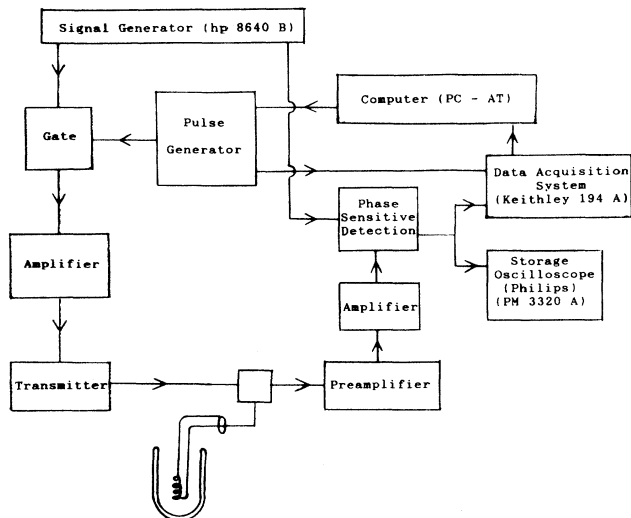 Signal Generator (hp 8640 B)
Computer (PC - AT)
Pulse
Generator
Gate
Data Acquisition
System
(Keithley 194 A)
Phase
Sensitive
Detection
Amplifier
Storage
Oscilloscope
(Philips)
(PM 3320 A)
Amplifier
Transmitter
Preamplifier